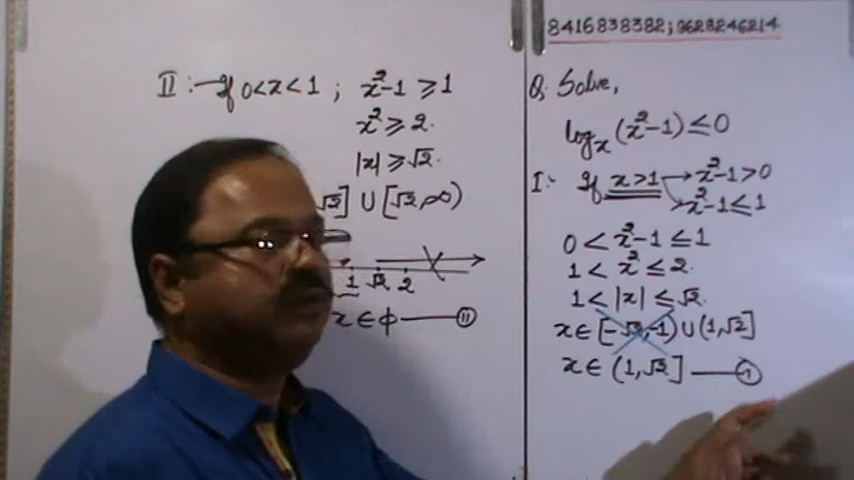 8416838382; 9628246214
II :— If 0<x<1 ; x²-1 ≥ 1
x² ≥ 2.
|x| ≥ √2.
√2] ∪ [√2, ∞)
1 √2 2
x ∈ ϕ —— II
Q. Solve,
logₓ(x²-1) ≤ 0
I :- If x>1 → x²-1>0
→ x²-1≤1
0 < x²-1 ≤ 1
1 < x² ≤ 2.
1 < |x| ≤ √2.
x ∈ [-√2, -1) ∪ (1, √2]
x ∈ (1, √2] —— I